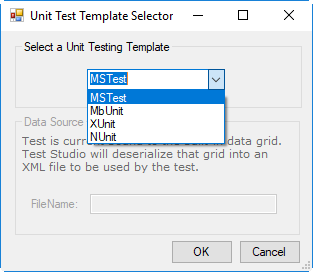 Unit Test Template Selector
Select a Unit Testing Template
MSTest
MSTest
MbUnit
XUnit
NUnit
Data Source
Test is data grid.
Test Studio will deserialize that grid into an
XML file to be used by the test.
FileName:
OK
Cancel